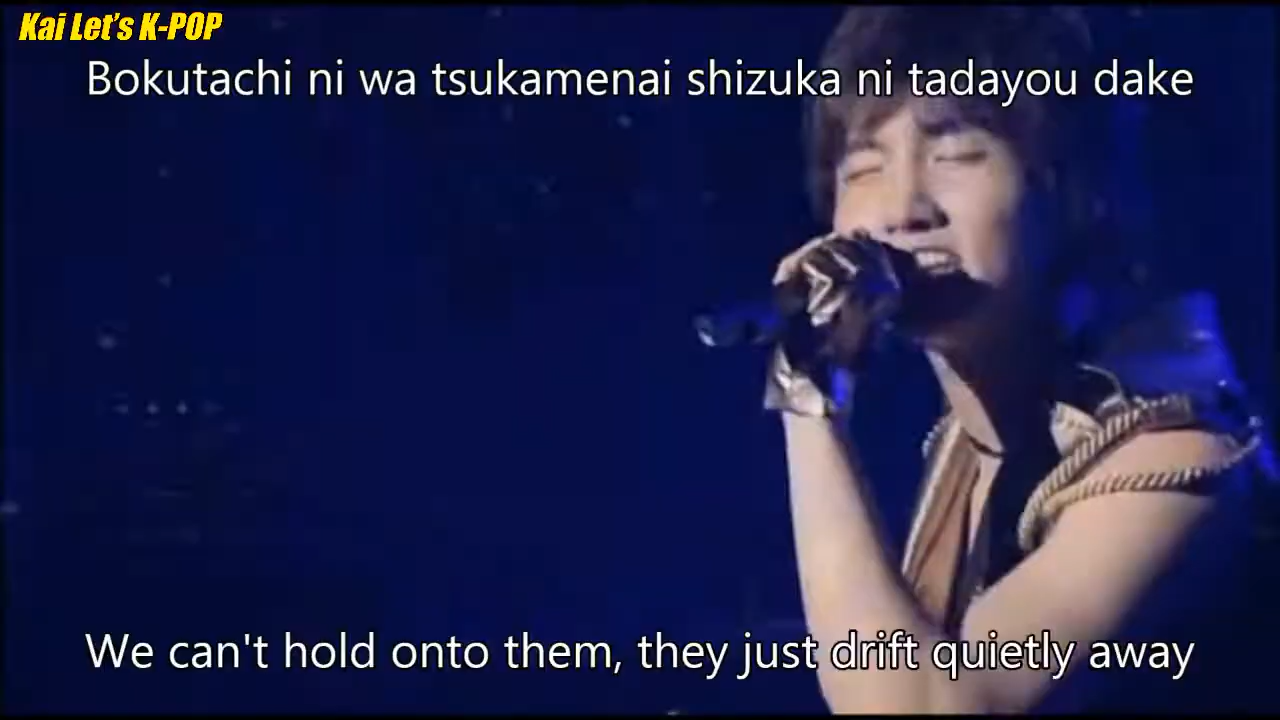 Kai Let's K-POP
Bokutachi ni wa tsukamenai shizuka ni tadayou dake
We can't hold onto them, they just drift quietly away